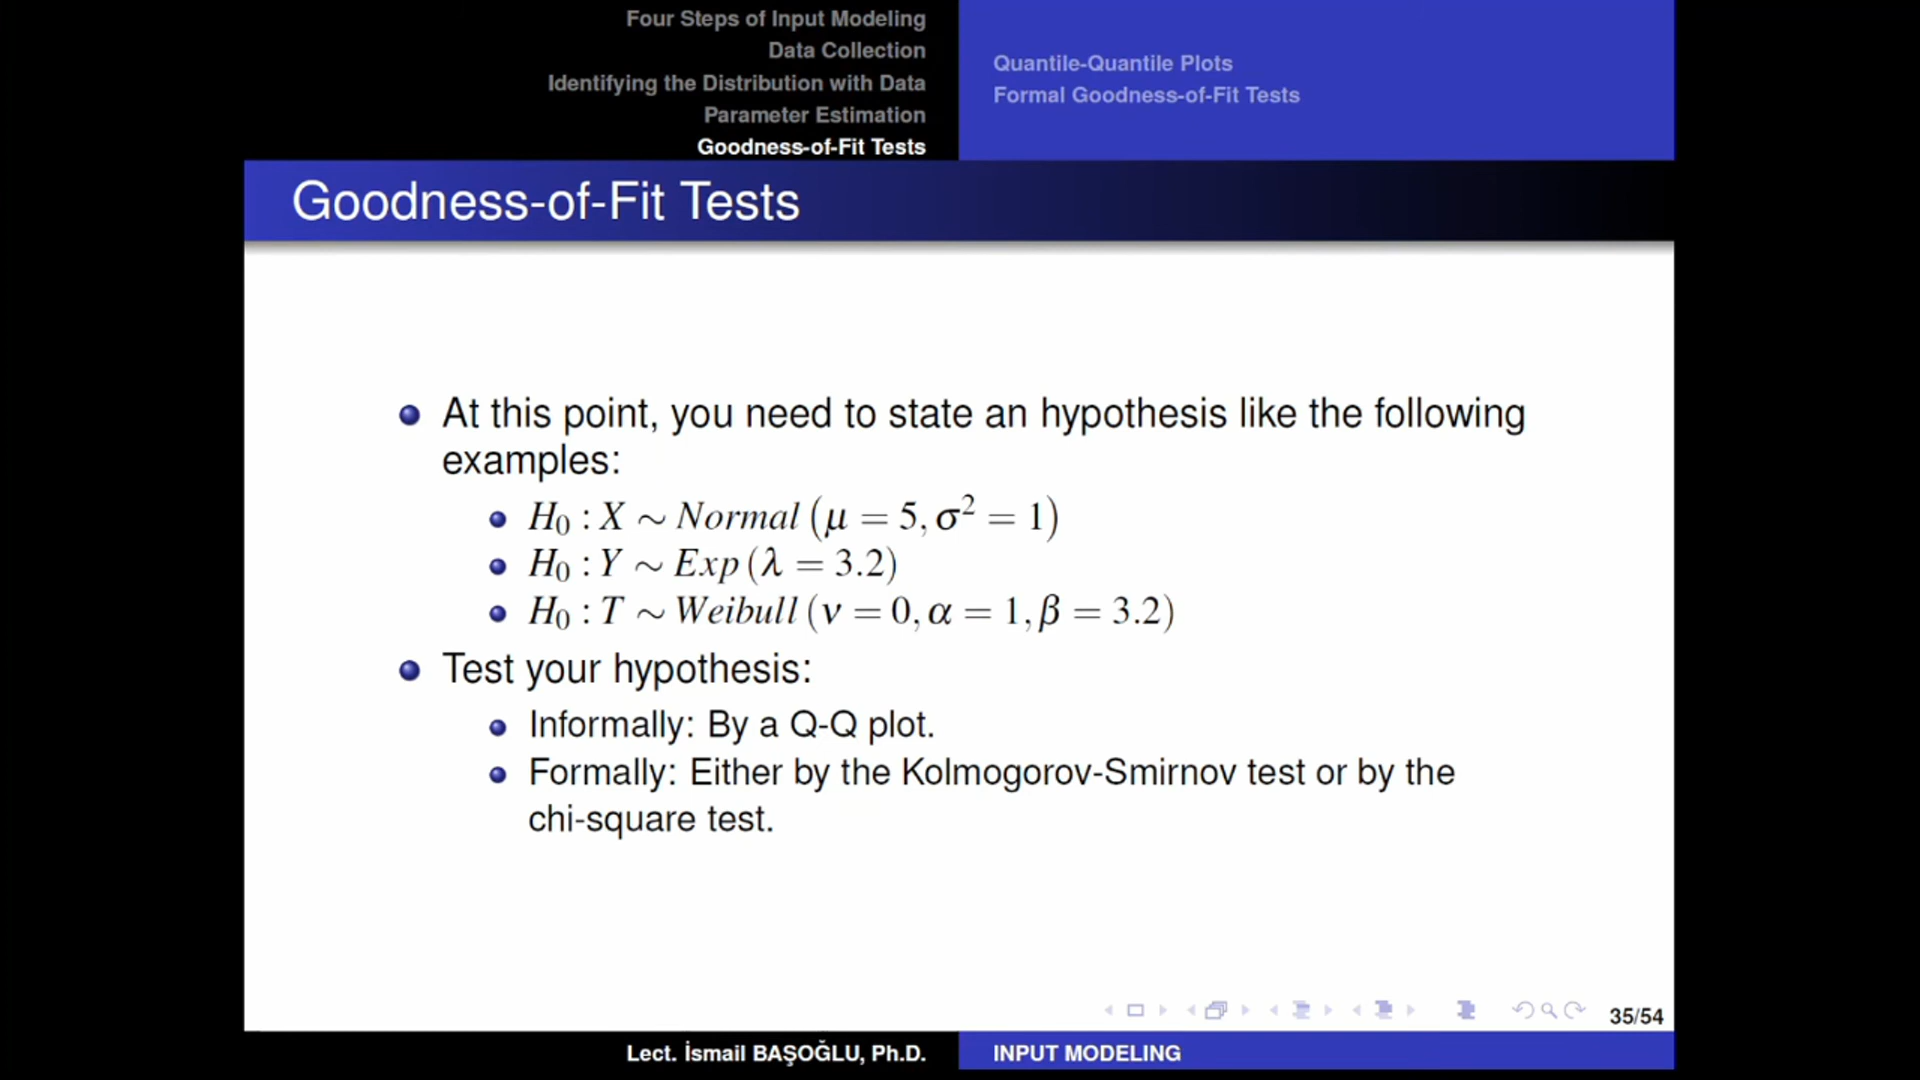 Four Steps of Input Modeling
Data Collection
Identifying the Distribution with Data
Parameter Estimation
Goodness-of-Fit Tests
Quantile-Quantile Plots
Formal Goodness-of-Fit Tests
Goodness-of-Fit Tests
At this point, you need to state an hypothesis like the following
examples:
H₀ : X ∼ Normal (μ = 5, σ² = 1)
H₀ : Y ∼ Exp (λ = 3.2)
H₀ : T ∼ Weibull (ν = 0, α = 1, β = 3.2)
Test your hypothesis:
Informally: By a Q-Q plot.
Formally: Either by the Kolmogorov-Smirnov test or by the
chi-square test.
35/54
Lect. İsmail BAŞOĞLU, Ph.D.
INPUT MODELING